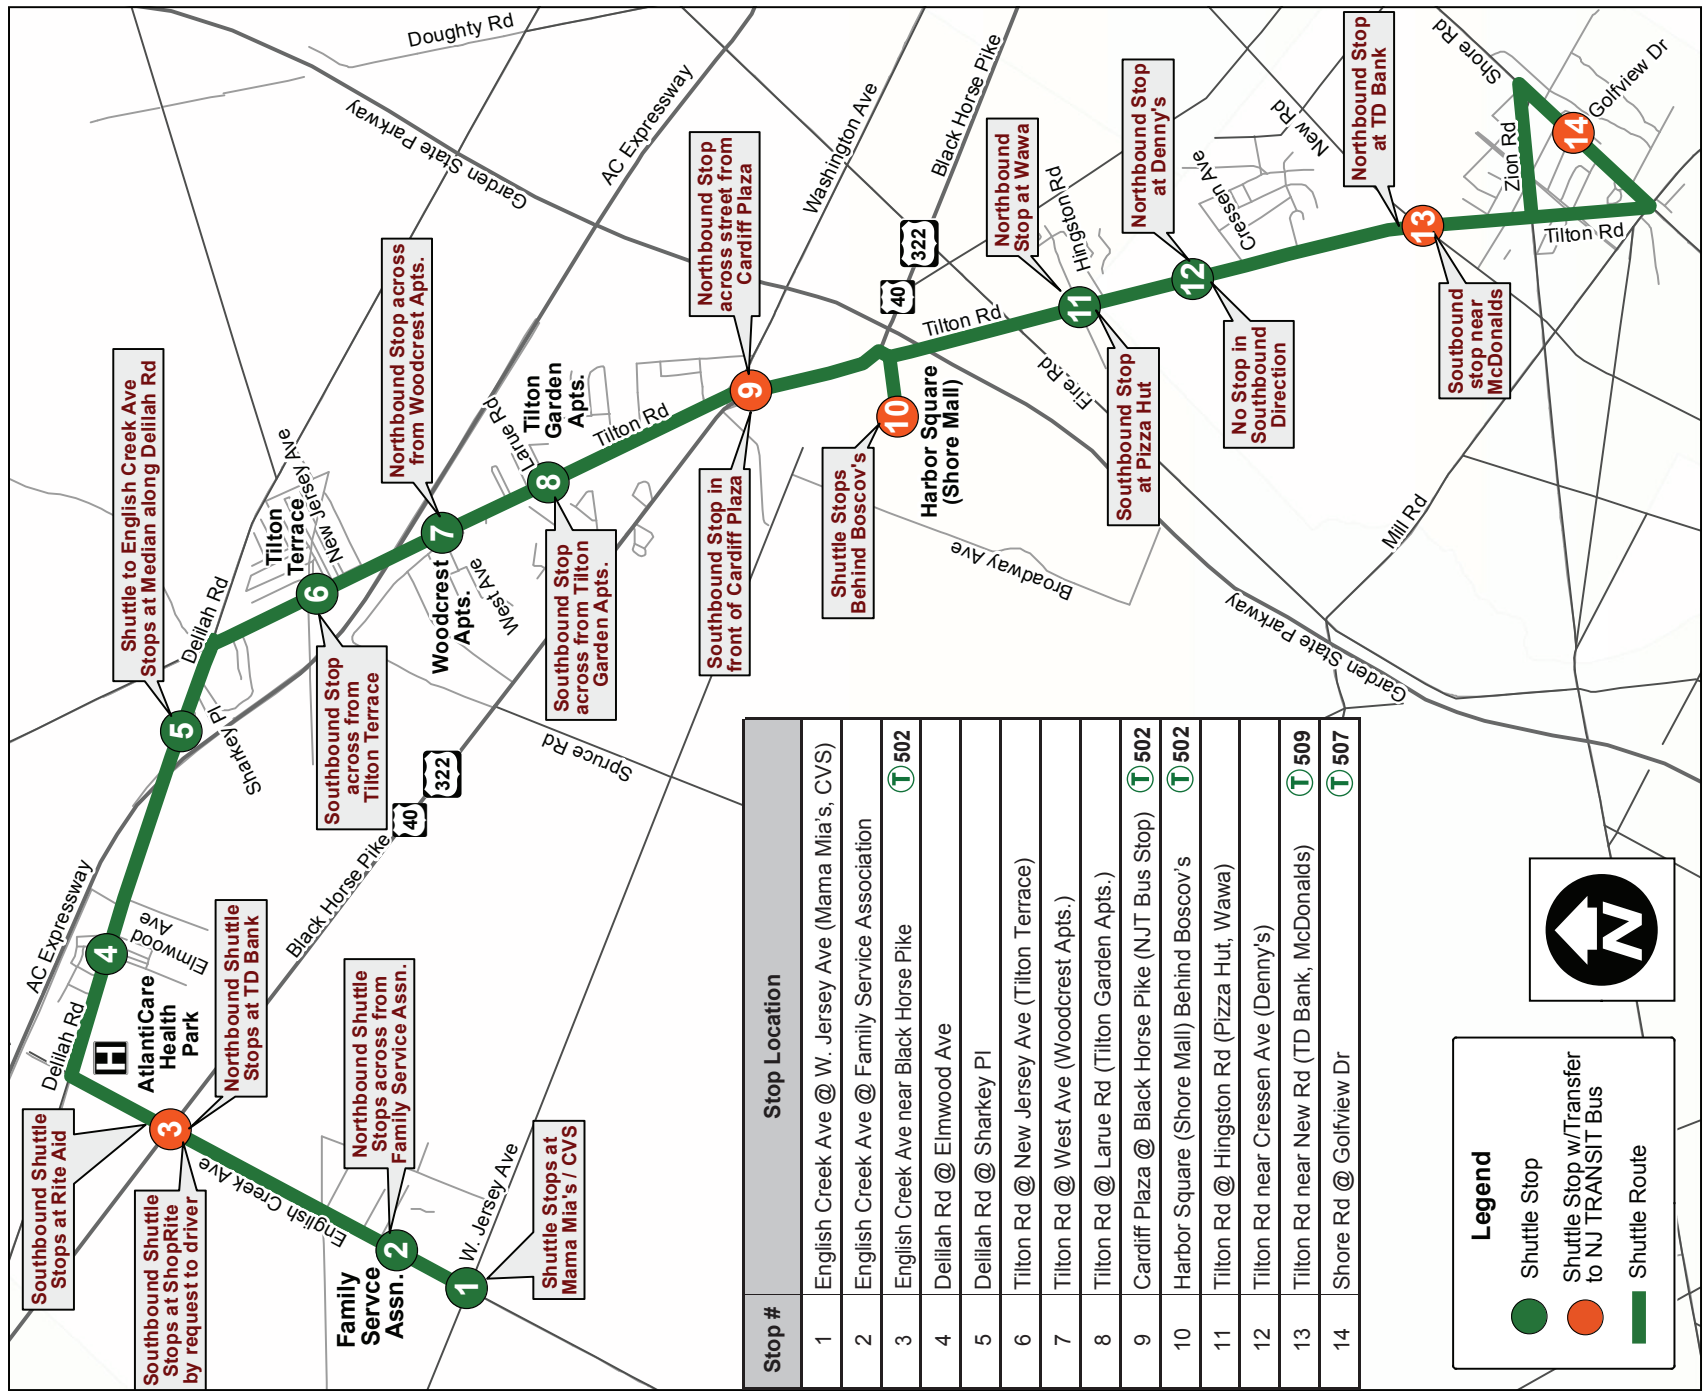 Doughty Rd
Garden State Parkway
AC Expressway
Washington Ave
Black Horse Pike
Shore Rd
Golfview Dr
New Rd
Zion Rd
Tilton Rd
Cressen Ave
Hingston Rd
Fire Rd
Tilton Rd
Mill Rd
Garden State Parkway
Broadway Ave
Tilton Rd
Larue Rd
New Jersey Ave
West Ave
Delilah Rd
Sharkey Pl
Spruce Rd
Black Horse Pike
AC Expressway
Elmwood
Ave
Delilah Rd
English Creek Ave
W. Jersey Ave
40
322
40
322
H
AtlantiCare
Health
Park
Family
Servce
Assn.
Tilton
Terrace
Woodcrest
Apts.
Tilton
Garden
Apts.
Harbor Square
(Shore Mall)
1
2
3
4
5
6
7
8
9
10
11
12
13
14
Shuttle Stops at
Mama Mia's / CVS
Northbound Shuttle
Stops across from
Family Service Assn.
Southbound Shuttle
Stops at Rite Aid
Southbound Shuttle
Stops at ShopRite
by request to driver
Northbound Shuttle
Stops at TD Bank
Shuttle to English Creek Ave
Stops at Median along Delilah Rd
Southbound Stop
across from
Tilton Terrace
Northbound Stop across
from Woodcrest Apts.
Southbound Stop
across from Tilton
Garden Apts.
Northbound Stop
across street from
Cardiff Plaza
Southbound Stop in
front of Cardiff Plaza
Shuttle Stops
Behind Boscov's
Northbound
Stop at Wawa
Southbound Stop
at Pizza Hut
Northbound Stop
at Denny's
No Stop in
Southbound
Direction
Northbound Stop
at TD Bank
Soutbound
stop near
McDonalds
Stop # Stop Location
1 English Creek Ave @ W. Jersey Ave (Mama Mia's, CVS)
2 English Creek Ave @ Family Service Association
3 English Creek Ave near Black Horse Pike T 502
4 Delilah Rd @ Elmwood Ave
5 Delilah Rd @ Sharkey Pl
6 Tilton Rd @ New Jersey Ave (Tilton Terrace)
7 Tilton Rd @ West Ave (Woodcrest Apts.)
8 Tilton Rd @ Larue Rd (Tilton Garden Apts.)
9 Cardiff Plaza @ Black Horse Pike (NJT Bus Stop) T 502
10 Harbor Square (Shore Mall) Behind Boscov's T 502
11 Tilton Rd @ Hingston Rd (Pizza Hut, Wawa)
12 Tilton Rd near Cressen Ave (Denny's)
13 Tilton Rd near New Rd (TD Bank, McDonalds) T 509
14 Shore Rd @ Golfview Dr T 507
Legend
Shuttle Stop
Shuttle Stop w/Transfer
to NJ TRANSIT Bus
Shuttle Route
N